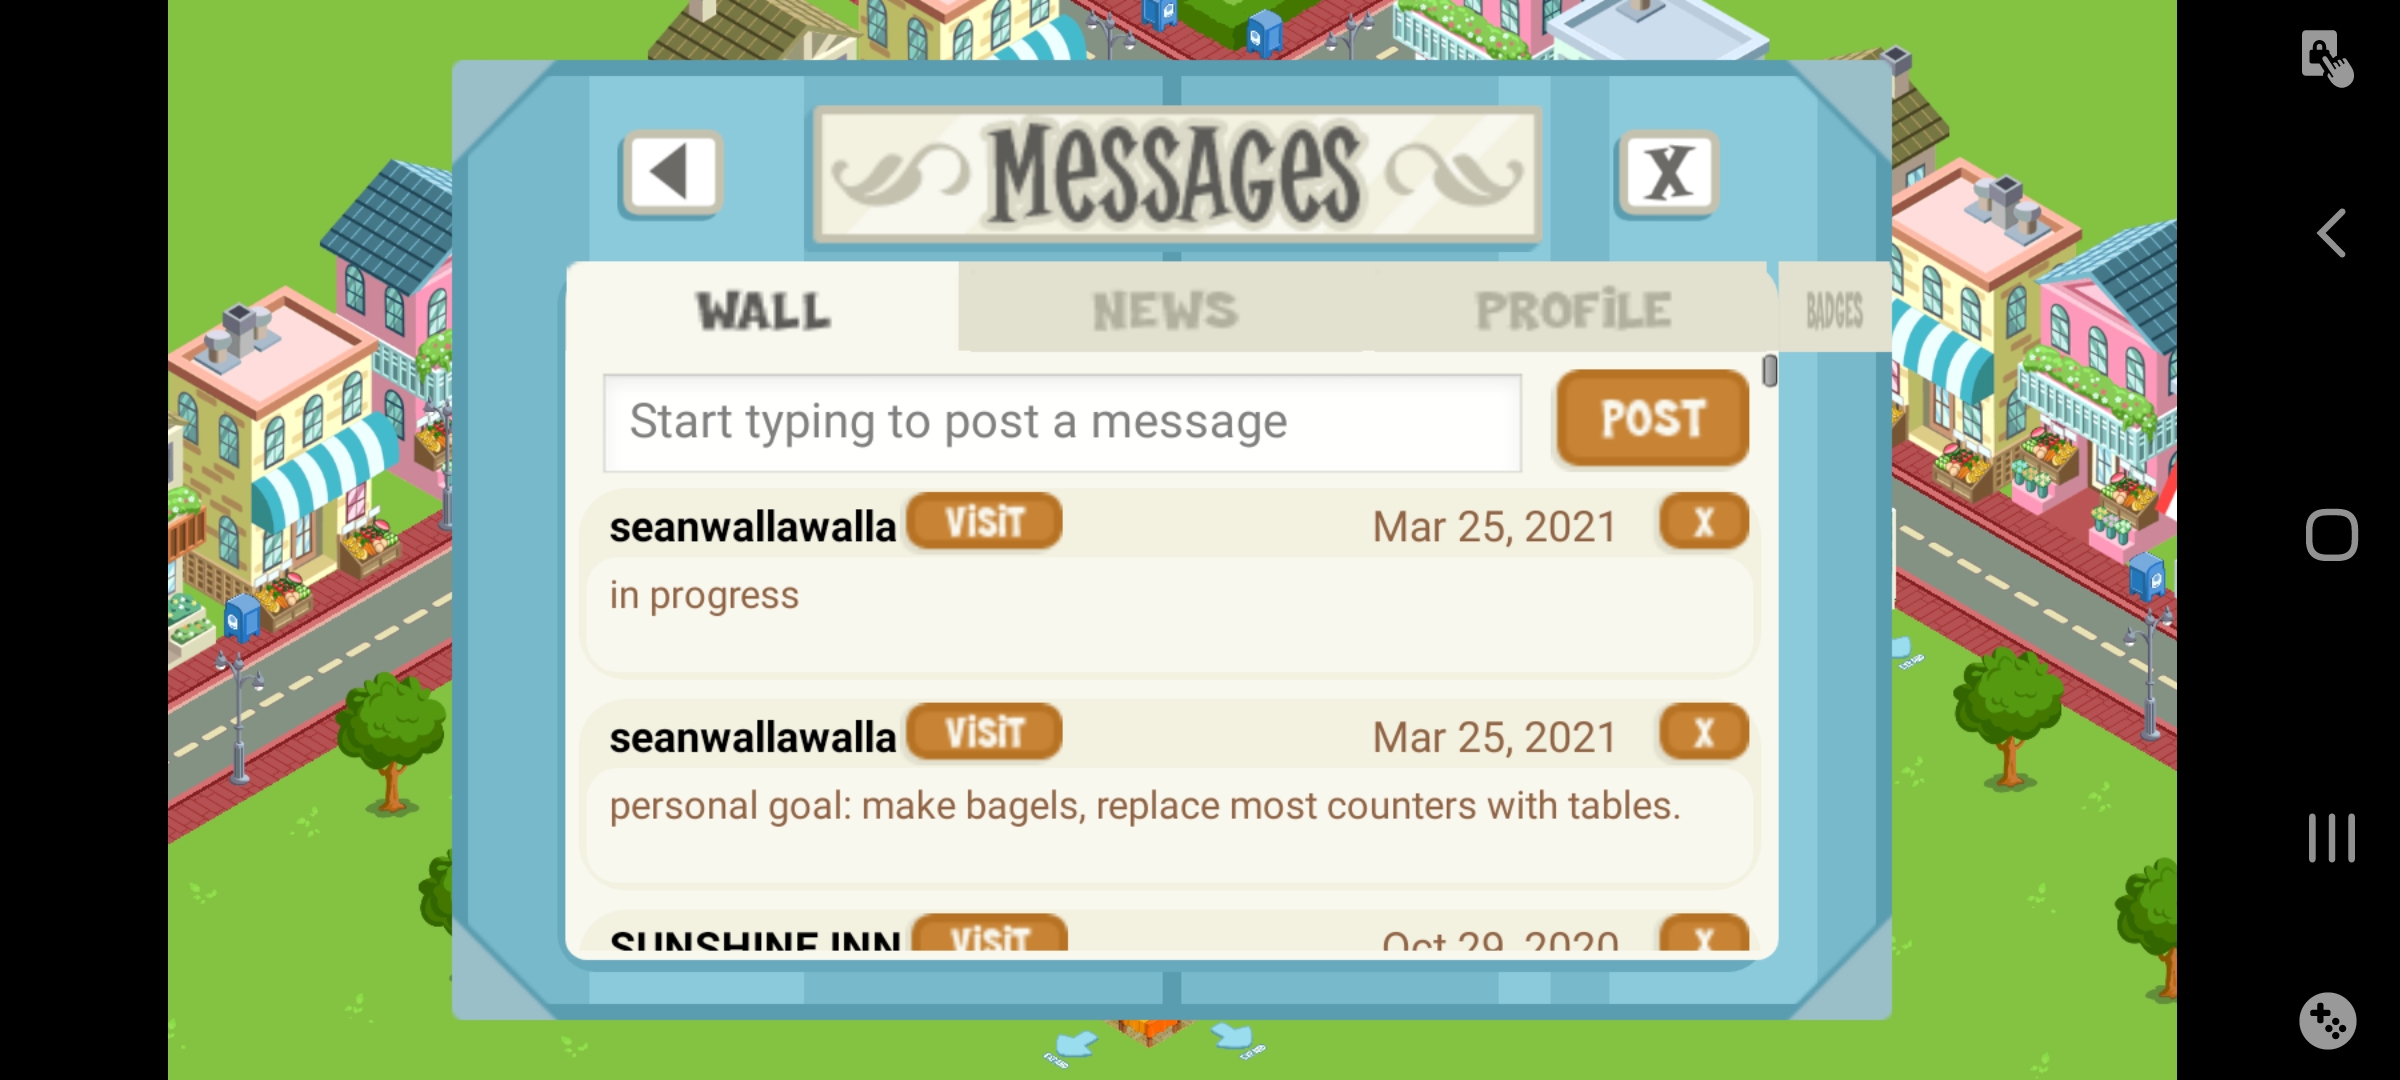 MESSAGES
X
WALL NEWS PROFILE BADGES
Start typing to post a message POST
seanwallawalla VISIT Mar 25, 2021 X
in progress
seanwallawalla VISIT Mar 25, 2021 X
personal goal: make bagels, replace most counters with tables.
SUNSHINE INN VISIT Oct 29, 2020 X